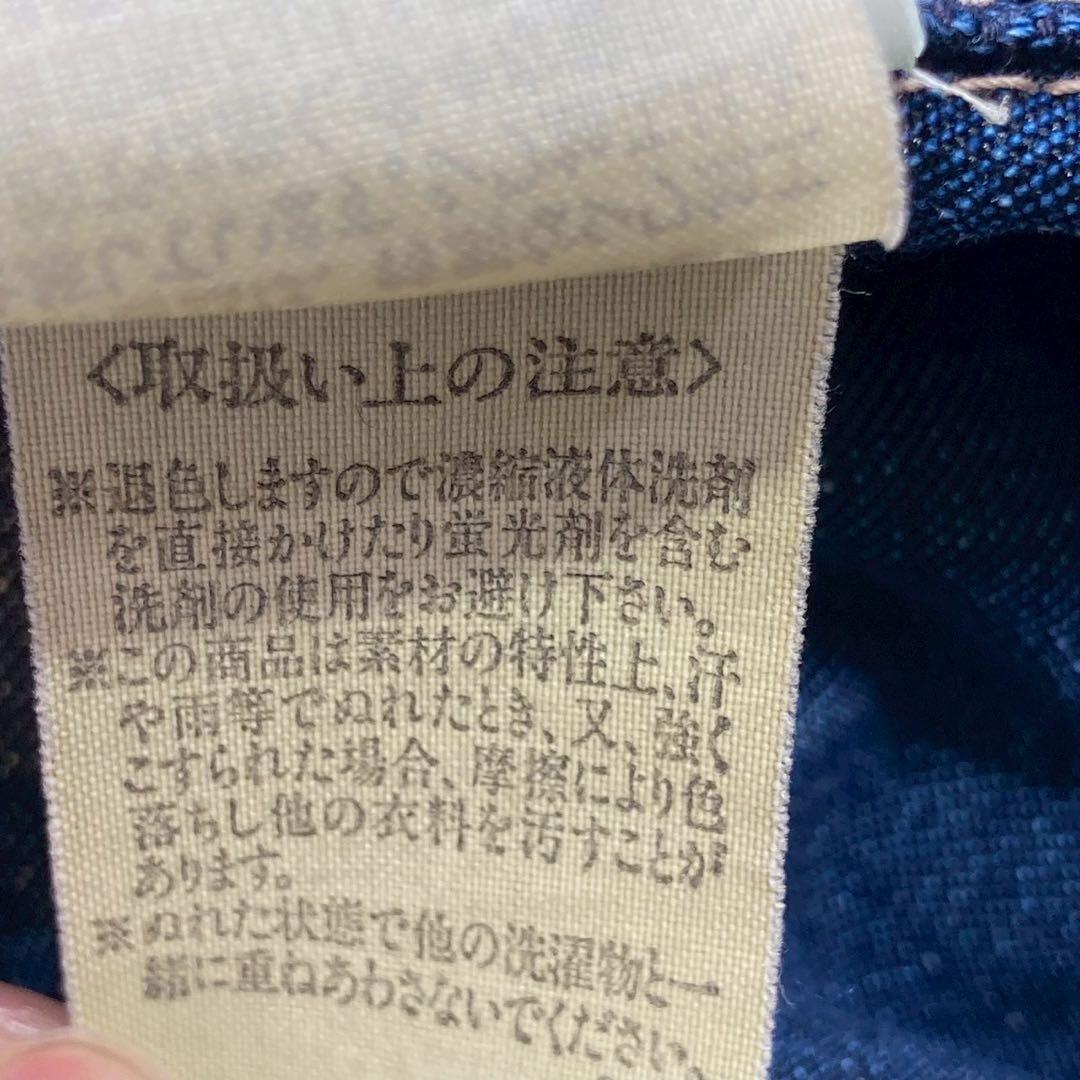 〈取扱い上の注意〉
※退色しますので濃縮液体洗剤
を直接かけたり蛍光剤を含む
洗剤の使用をお避け下さい。
※この商品は素材の特性上、汗
や雨等でぬれたとき、又、強く
こすられた場合、摩擦により色
落ちし他の衣料を汚すことが
あります。
※ぬれた状態で他の洗濯物と一
緒に重ねあわさないでください。